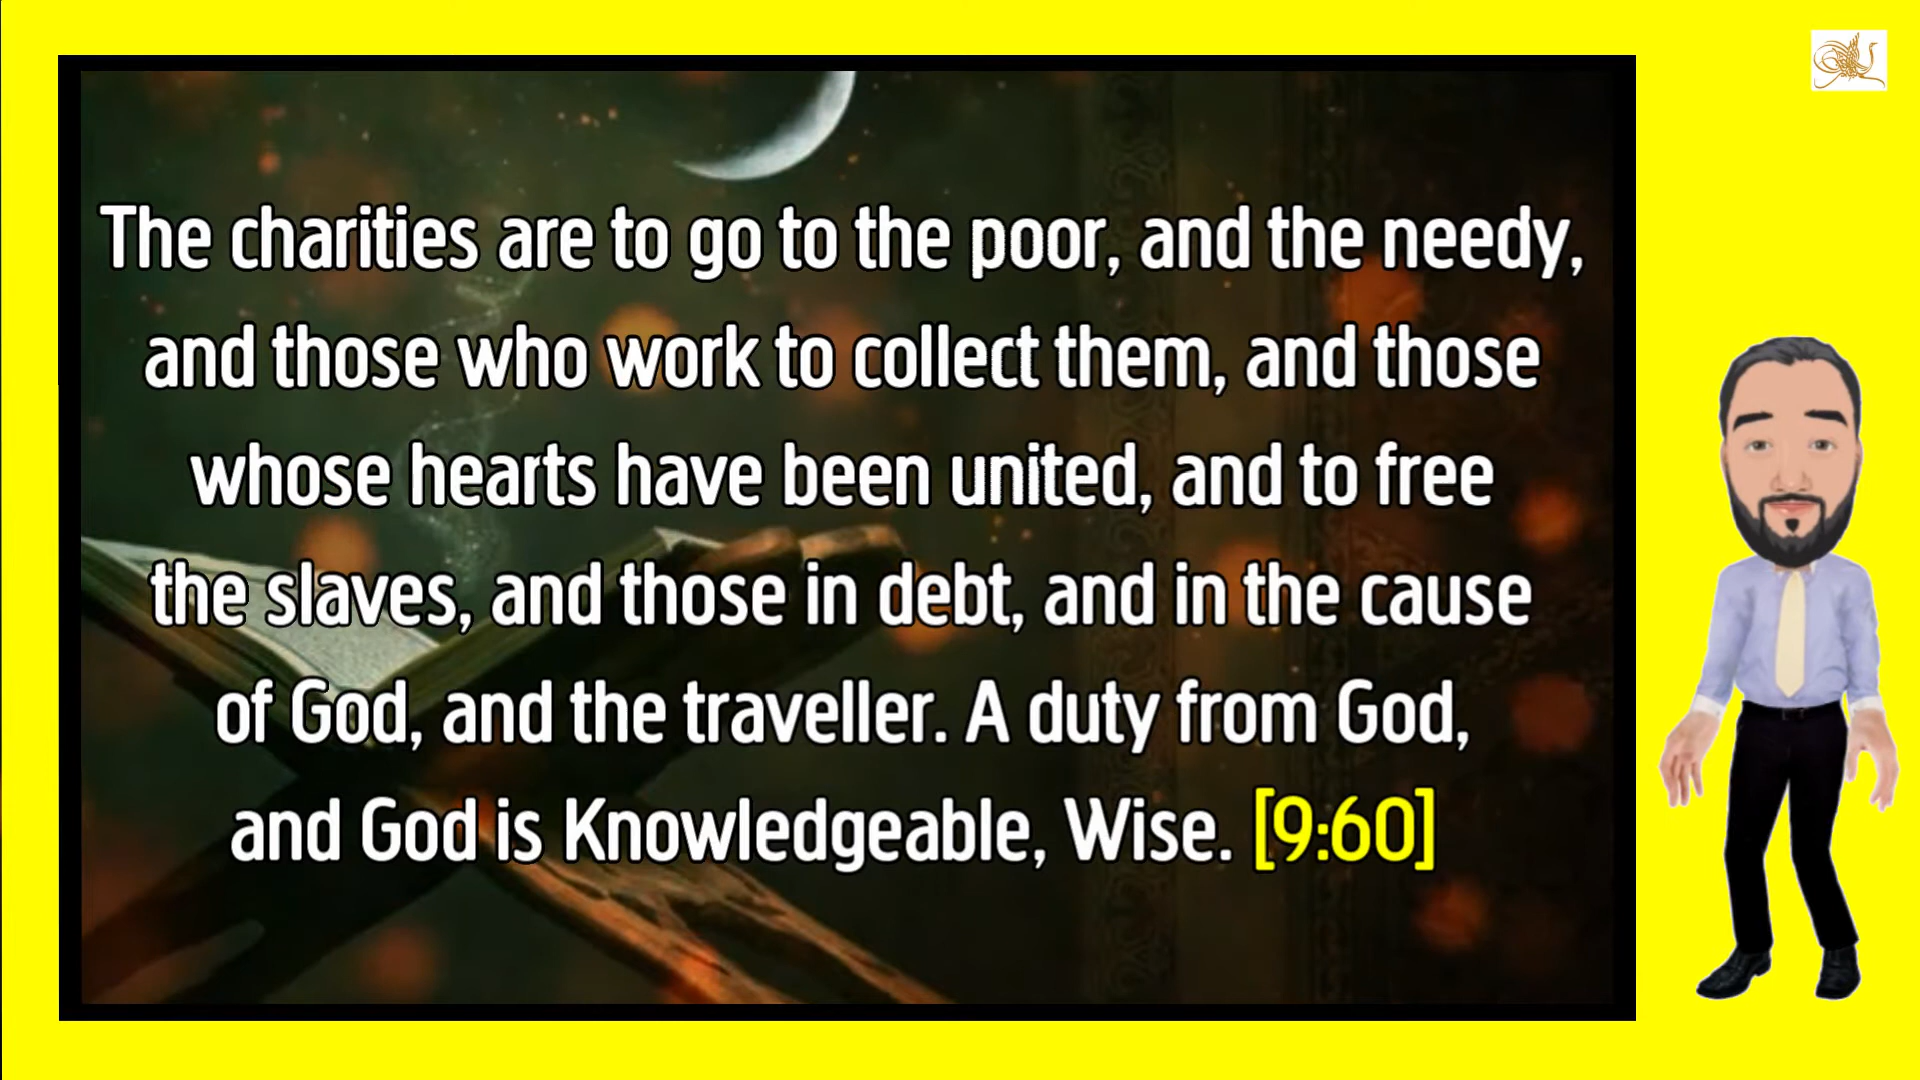 The charities are to go to the poor, and the needy,
and those who work to collect them, and those
whose hearts have been united, and to free
the slaves, and those in debt, and in the cause
of God, and the traveller. A duty from God,
and God is Knowledgeable, Wise. [9:60]